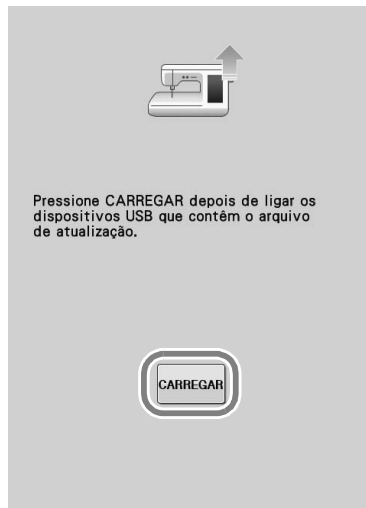 Pressione CARREGAR depois de ligar os
dispositivos USB que contêm o arquivo
de atualização.
CARREGAR